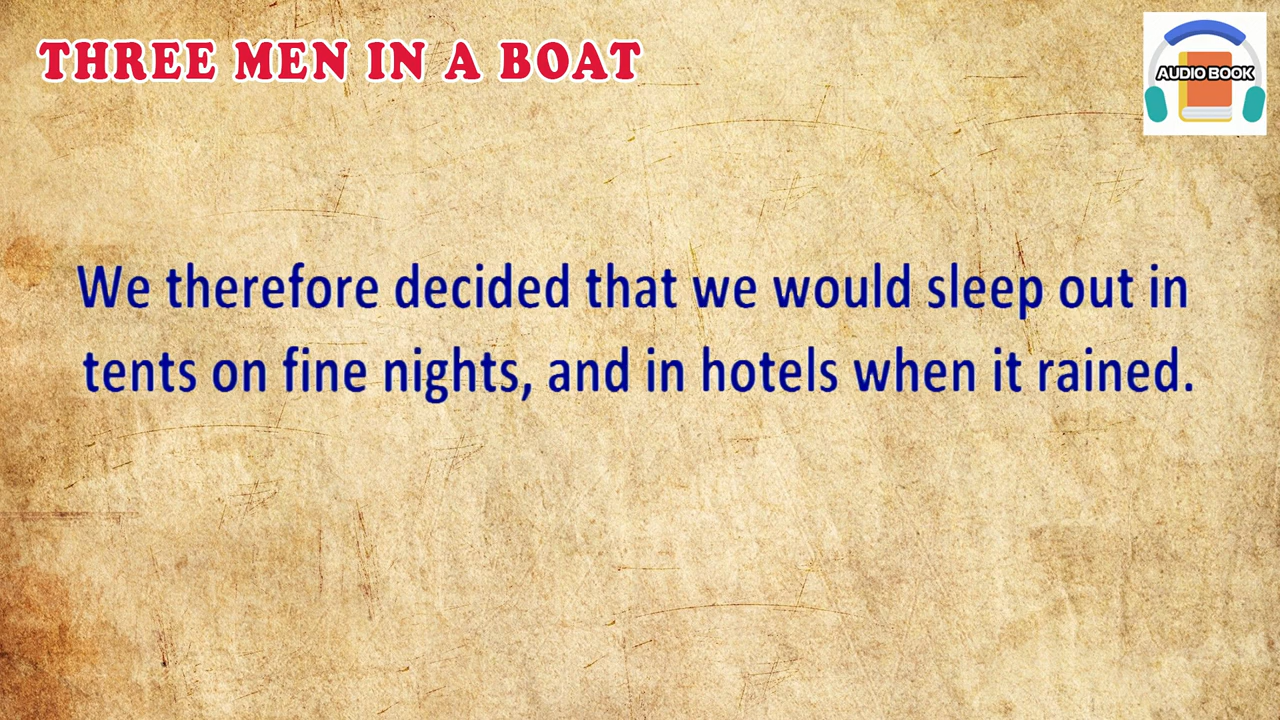 THREE MEN IN A BOAT
AUDIO BOOK
We therefore decided that we would sleep out in
tents on fine nights, and in hotels when it rained.